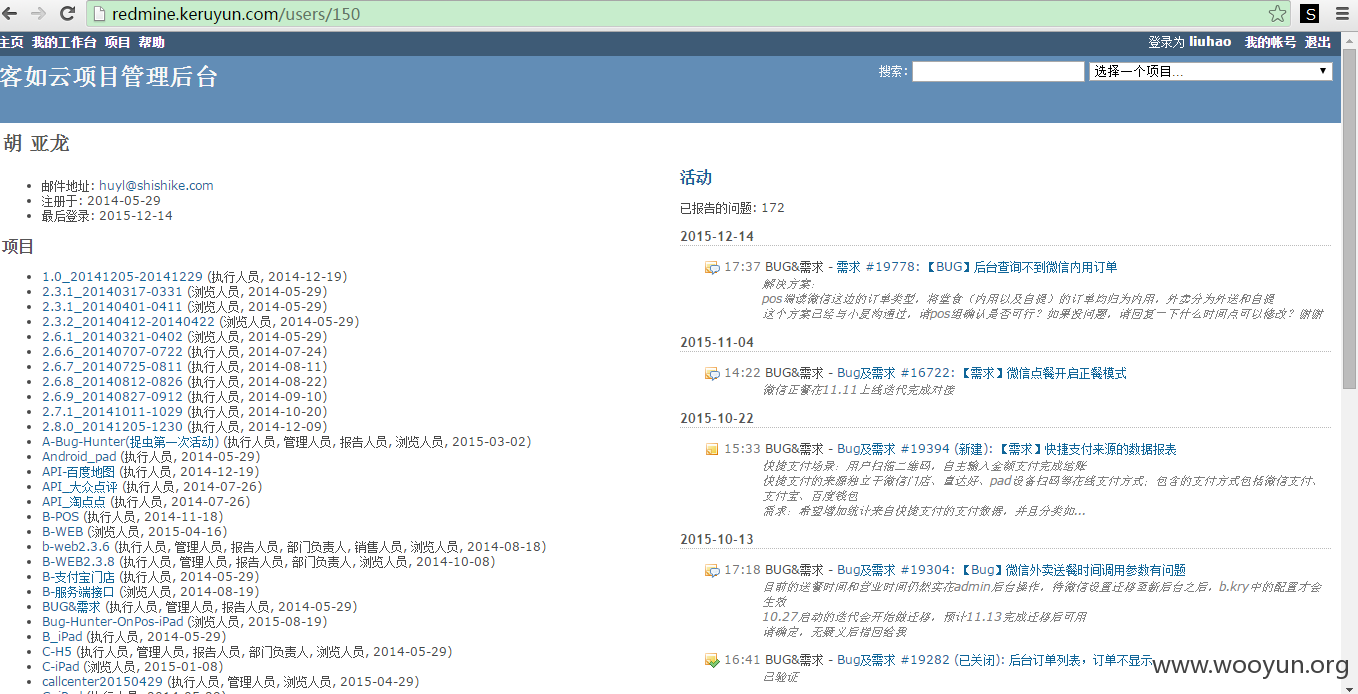 redmine.keruyun.com/users/150
主页 我的工作台 项目 帮助
登录为 liuhao 我的帐号 退出
客如云项目管理后台
搜索:
选择一个项目...
胡 亚龙
邮件地址: huyl@shishike.com
注册于: 2014-05-29
最后登录: 2015-12-14
项目
1.0_20141205-20141229 (执行人员, 2014-12-19)
2.3.1_20140317-0331 (浏览人员, 2014-05-29)
2.3.1_20140401-0411 (浏览人员, 2014-05-29)
2.3.2_20140412-20140422 (浏览人员, 2014-05-29)
2.6.1_20140321-0402 (浏览人员, 2014-05-29)
2.6.6_20140707-0722 (执行人员, 2014-07-24)
2.6.7_20140725-0811 (执行人员, 2014-08-11)
2.6.8_20140812-0826 (执行人员, 2014-08-22)
2.6.9_20140827-0912 (执行人员, 2014-09-10)
2.7.1_20141011-1029 (执行人员, 2014-10-20)
2.8.0_20141205-1230 (执行人员, 2014-12-09)
A-Bug-Hunter(捉虫第一次活动) (执行人员, 管理人员, 报告人员, 浏览人员, 2015-03-02)
Android_pad (执行人员, 2014-05-29)
API-百度地图 (执行人员, 2014-12-19)
API_大众点评 (执行人员, 2014-07-26)
API_淘点点 (执行人员, 2014-07-26)
B-POS (执行人员, 2014-11-18)
B-WEB (浏览人员, 2015-04-16)
b-web2.3.6 (执行人员, 管理人员, 报告人员, 部门负责人, 销售人员, 浏览人员, 2014-08-18)
B-WEB2.3.8 (执行人员, 管理人员, 报告人员, 部门负责人, 浏览人员, 2014-10-08)
B-支付宝门店 (执行人员, 2014-05-29)
B-服务端接口 (浏览人员, 2014-08-19)
BUG&需求 (执行人员, 管理人员, 报告人员, 2014-05-29)
Bug-Hunter-OnPos-iPad (浏览人员, 2015-08-19)
B_iPad (执行人员, 2014-05-29)
C-H5 (执行人员, 报告人员, 部门负责人, 浏览人员, 2014-05-29)
C-iPad (浏览人员, 2015-01-08)
callcenter20150429 (执行人员, 管理人员, 浏览人员, 2015-04-29)
活动
已报告的问题: 172
2015-12-14
17:37 BUG&需求 - 需求 #19778: 【BUG】后台查询不到微信内用订单
解决方案:
pos端读微信这边的订单类型，将堂食（内用以及自提）的订单均归为内用，外卖分为外送和自提
这个方案已经与小夏沟通过，请pos组确认是否可行？如果没问题，请回复一下什么时间点可以修改？谢谢
2015-11-04
14:22 BUG&需求 - Bug及需求 #16722: 【需求】微信点餐开启正餐模式
微信正餐在11.11上线迭代完成对接
2015-10-22
15:33 BUG&需求 - Bug及需求 #19394 (新建): 【需求】快捷支付来源的数据报表
快捷支付场景：用户扫描二维码，自主输入金额支付完成结账
快捷支付的来源独立于微信门店、直达好、pad设备扫码等在线支付方式；包含的支付方式包括微信支付、
支付宝、百度钱包
需求：希望增加统计来自快捷支付的支付数据，并且分类如...
2015-10-13
17:18 BUG&需求 - Bug及需求 #19304: 【Bug】微信外卖送餐时间调用参数有问题
目前的送餐时间和营业时间仍然实在admin后台操作，待微信设置迁移至新后台之后，b.kry中的配置才会
生效
10.27启动的迭代会开始做迁移，预计11.13完成迁移后可用
请确定，无疑义后指回给我
16:41 BUG&需求 - Bug及需求 #19282 (已关闭): 后台订单列表，订单不显示
已验证
www.wooyun.org